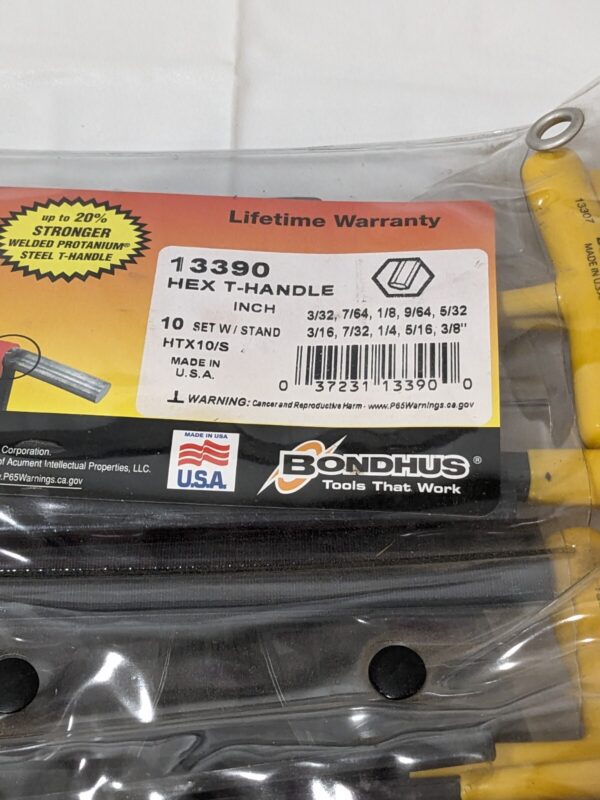 up to 20%
STRONGER
WELDED PROTANIUM®
STEEL T-HANDLE
Lifetime Warranty
13390
HEX T-HANDLE
INCH
10 SET W/ STAND
HTX10/S
MADE IN
U.S.A.
3/32, 7/64, 1/8, 9/64, 5/32
3/16, 7/32, 1/4, 5/16, 3/8"
0 37231 13390 0
WARNING: Cancer and Reproductive Harm - www.P65Warnings.ca.gov
Corporation.
of Acument Intellectual Properties, LLC.
.P65Warnings.ca.gov
MADE IN USA
U.S.A.
BONDHUS®
Tools That Work
13307
MADE IN U.S.